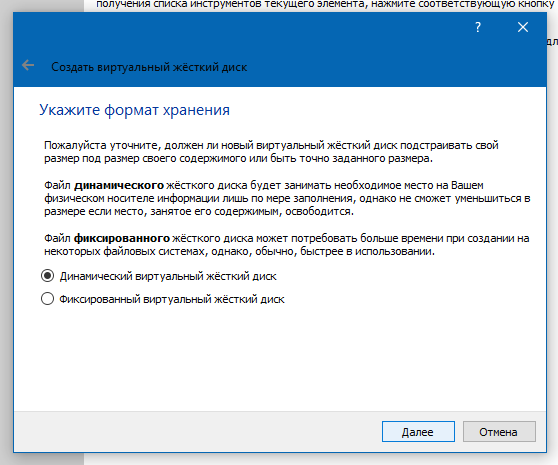 получения списка инструментов текущего элемента, нажмите соответствующую кнопку
?
Создать виртуальный жёсткий диск
Укажите формат хранения
Пожалуйста уточните, должен ли новый виртуальный жёсткий диск подстраивать свой
размер под размер своего содержимого или быть точно заданного размера.
Файл динамического жёсткого диска будет занимать необходимое место на Вашем
физическом носителе информации лишь по мере заполнения, однако не сможет уменьшиться в
размере если место, занятое его содержимым, освободится.
Файл фиксированного жёсткого диска может потребовать больше времени при создании на
некоторых файловых системах, однако, обычно, быстрее в использовании.
Динамический виртуальный жёсткий диск
Фиксированный виртуальный жёсткий диск
Далее
Отмена